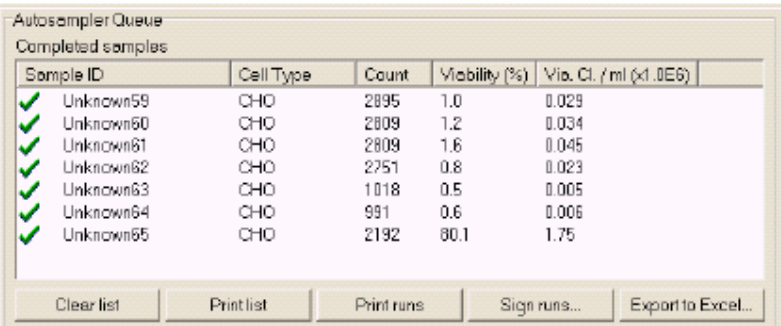 Autosampler Queue
Completed samples
Sample ID Cell Type Count Viability (%) Via. Cl. / ml (x1.0E6)
Unknown59 CHO 2895 1.0 0.029
Unknown60 CHO 2809 1.2 0.034
Unknown61 CHO 2809 1.6 0.045
Unknown62 CHO 2751 0.8 0.023
Unknown63 CHO 1018 0.5 0.005
Unknown64 CHO 991 0.6 0.006
Unknown65 CHO 2192 80.1 1.75
Clear list Print list Print runs Sign runs... Export to Excel...